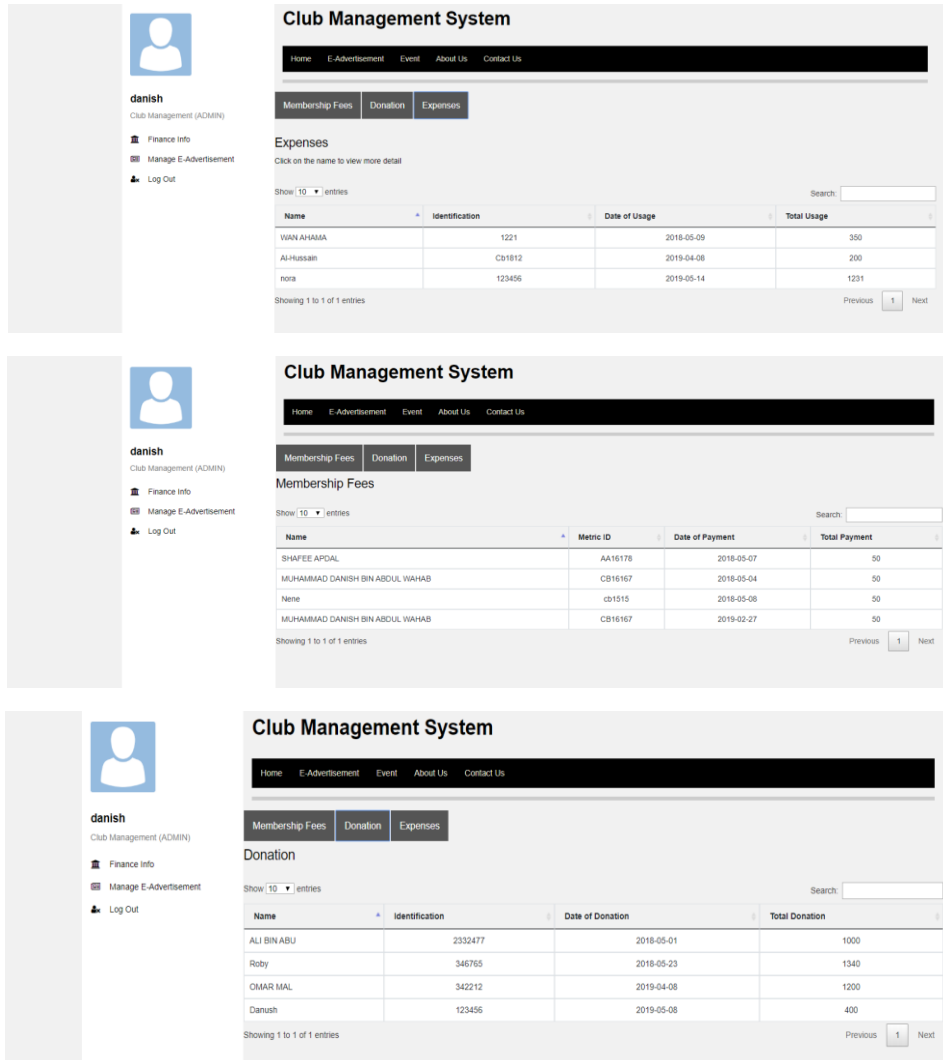 Club Management System
Home E-Advertisement Event About Us Contact Us
danish
Club Management (ADMIN)
Finance Info
Manage E-Advertisement
Log Out
Membership Fees Donation Expenses
Expenses
Click on the name to view more detail
Show 10 entries Search:
Name Identification Date of Usage Total Usage
WAN AHAMA 1221 2018-05-09 350
Al-Hussain Cb1812 2019-04-08 200
nora 123456 2019-05-14 1231
Showing 1 to 1 of 1 entries Previous 1 Next
Club Management System
Home E-Advertisement Event About Us Contact Us
danish
Club Management (ADMIN)
Finance Info
Manage E-Advertisement
Log Out
Membership Fees Donation Expenses
Membership Fees
Show 10 entries Search:
Name Metric ID Date of Payment Total Payment
SHAFEE APDAL AA16178 2018-05-07 50
MUHAMMAD DANISH BIN ABDUL WAHAB CB16167 2018-05-04 50
Nene cb1515 2018-05-08 50
MUHAMMAD DANISH BIN ABDUL WAHAB CB16167 2019-02-27 50
Showing 1 to 1 of 1 entries Previous 1 Next
Club Management System
Home E-Advertisement Event About Us Contact Us
danish
Club Management (ADMIN)
Finance Info
Manage E-Advertisement
Log Out
Membership Fees Donation Expenses
Donation
Show 10 entries Search:
Name Identification Date of Donation Total Donation
ALI BIN ABU 2332477 2018-05-01 1000
Roby 346765 2018-05-23 1340
OMAR MAL 342212 2019-04-08 1200
Danush 123456 2019-05-08 400
Showing 1 to 1 of 1 entries Previous 1 Next